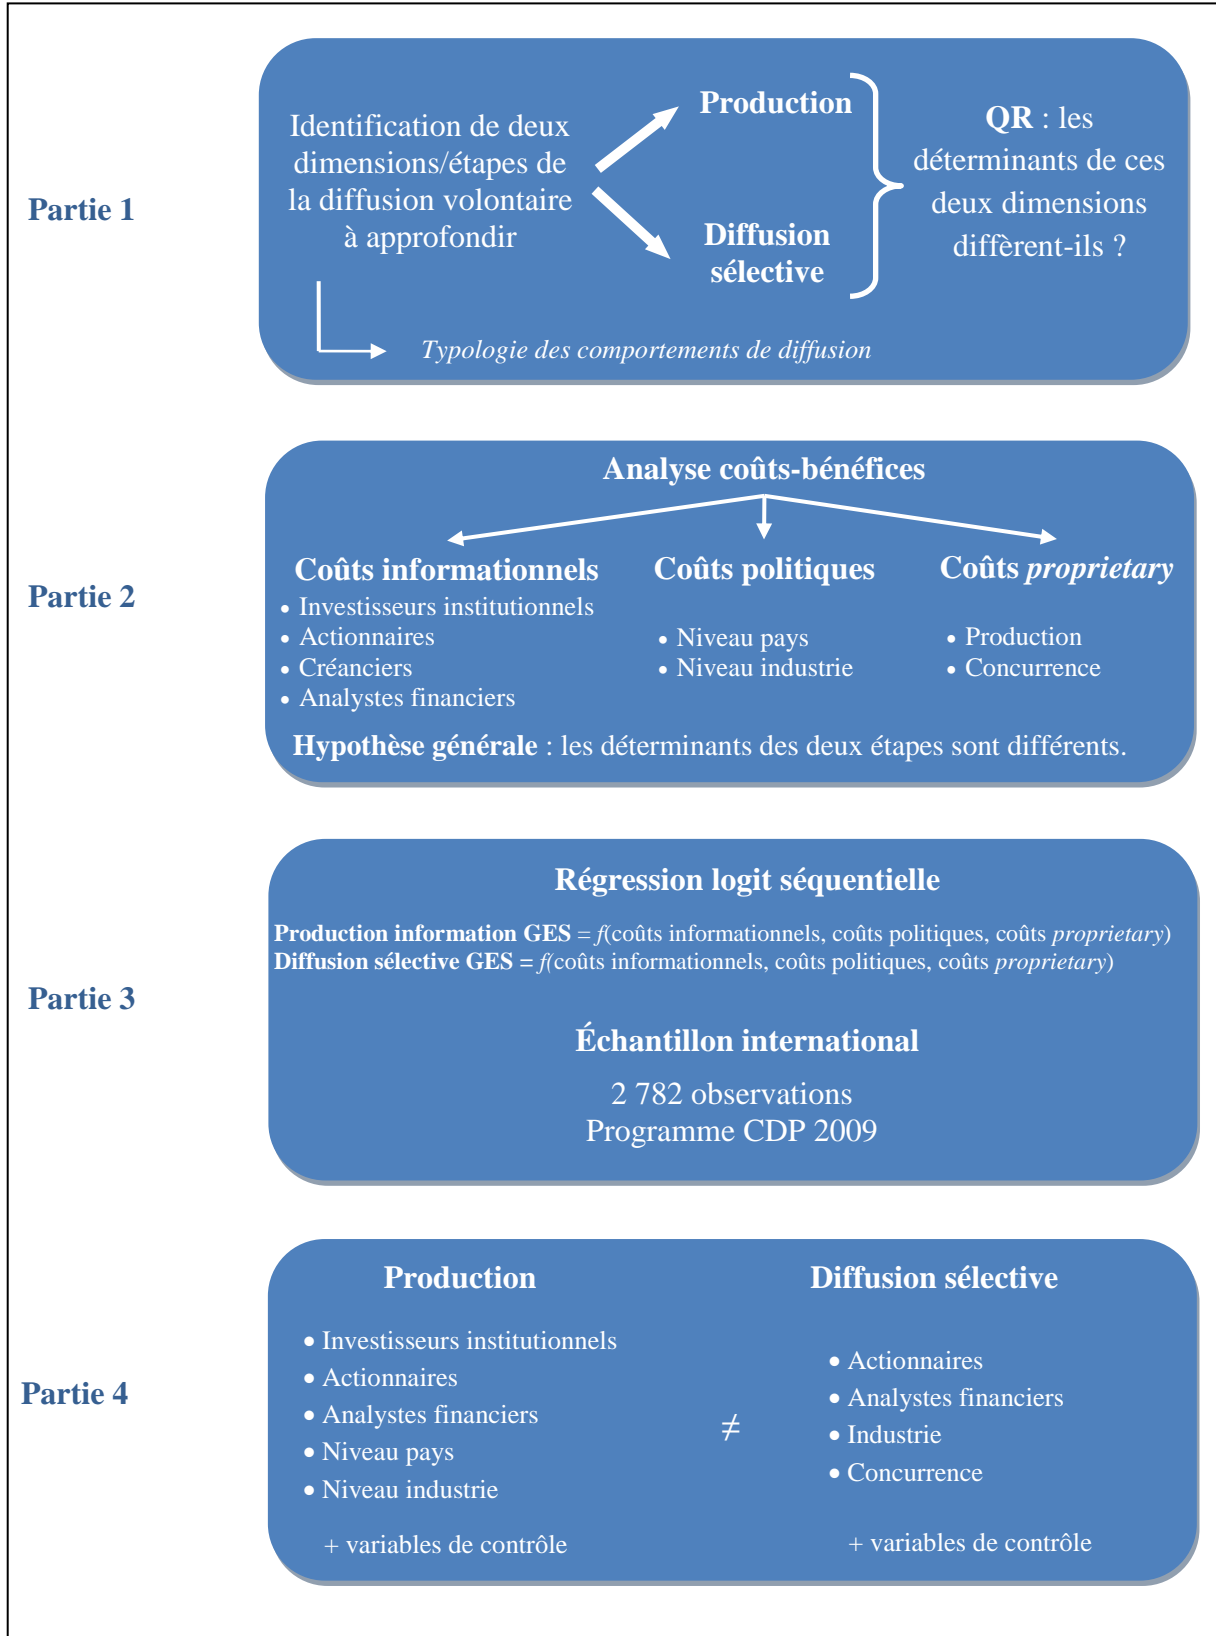 Partie 1
Identification de deux
dimensions/étapes de
la diffusion volontaire
à approfondir
Production
Diffusion
sélective
QR : les
déterminants de ces
deux dimensions
diffèrent-ils ?
Typologie des comportements de diffusion
Partie 2
Analyse coûts-bénéfices
Coûts informationnels
• Investisseurs institutionnels
• Actionnaires
• Créanciers
• Analystes financiers
Coûts politiques
• Niveau pays
• Niveau industrie
Coûts proprietary
• Production
• Concurrence
Hypothèse générale : les déterminants des deux étapes sont différents.
Partie 3
Régression logit séquentielle
Production information GES = f(coûts informationnels, coûts politiques, coûts proprietary)
Diffusion sélective GES = f(coûts informationnels, coûts politiques, coûts proprietary)
Échantillon international
2 782 observations
Programme CDP 2009
Partie 4
Production
• Investisseurs institutionnels
• Actionnaires
• Analystes financiers
• Niveau pays
• Niveau industrie
+ variables de contrôle
≠
Diffusion sélective
• Actionnaires
• Analystes financiers
• Industrie
• Concurrence
+ variables de contrôle